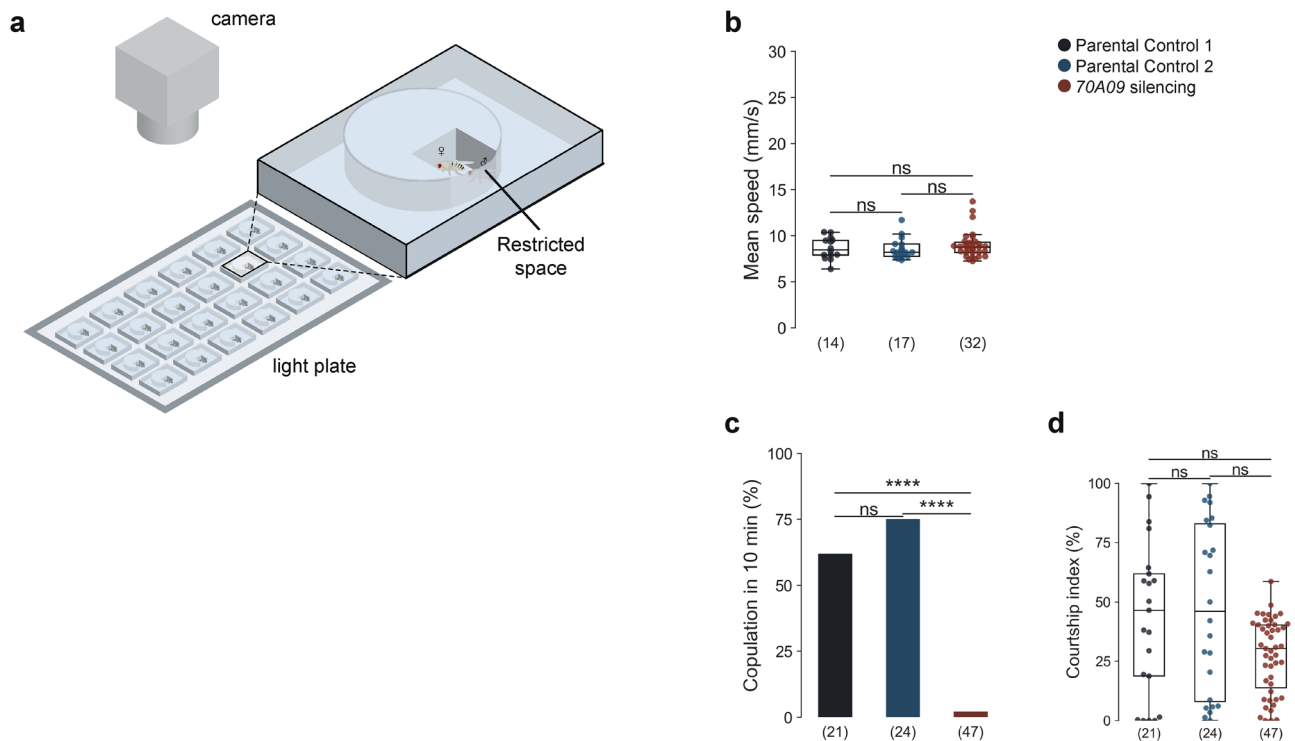 a
camera
♀
♂
Restricted
space
light plate
b
Parental Control 1
Parental Control 2
70A09 silencing
Mean speed (mm/s)
30
25
20
15
10
5
0
ns
ns
ns
(14)
(17)
(32)
c
Copulation in 10 min (%)
100
75
50
25
0
****
ns
****
(21)
(24)
(47)
d
Courtship index (%)
100
75
50
25
0
ns
ns
ns
(21)
(24)
(47)